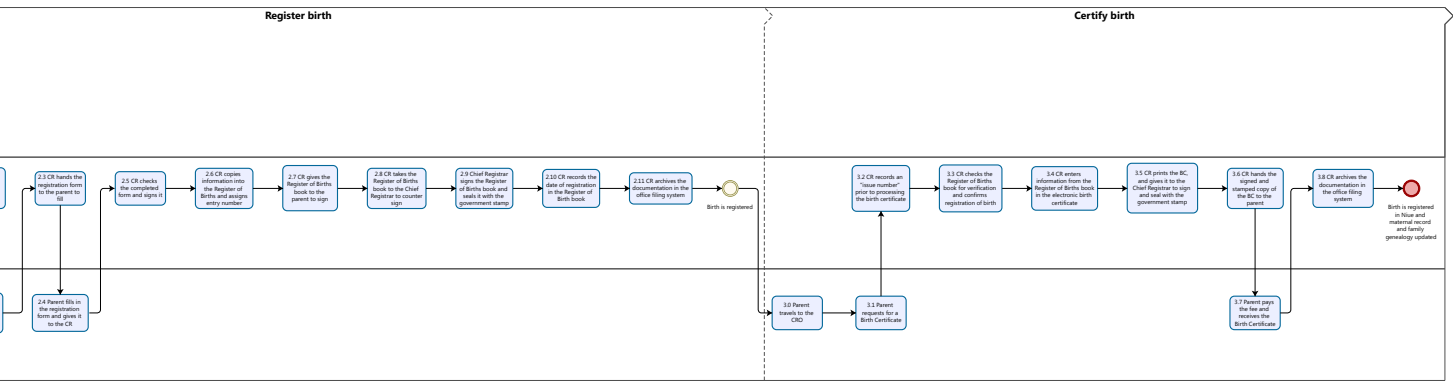 Register birth
Certify birth
2.3 CR hands the
registration form
to the parent to
fill
2.5 CR checks
the completed
form and signs it
2.6 CR copies
information into
the Register of
Births and assigns
entry number
2.7 CR gives the
Register of Births
book to the
parent to sign
2.8 CR takes the
Register of Births
book to the Chief
Registrar to counter
sign
2.9 Chief Registrar
signs the Register
of Births book and
seals it with the
government stamp
2.10 CR records the
date of registration
in the Register of
Birth book
2.11 CR archives the
documentation in the
office filing system
Birth is registered
3.2 CR records an
"issue number"
prior to processing
the birth certificate
3.3 CR checks the
Register of Births
book for verification
and confirms
registration of birth
3.4 CR enters
information from the
Register of Births book
in the electronic birth
certificate
3.5 CR prints the BC,
and gives it to the
Chief Registrar to sign
and seal with the
government stamp
3.6 CR hands the
signed and
stamped copy of
the BC to the
parent
3.8 CR archives the
documentation in
the office filing
system
Birth is registered
in Niue and
maternal record
and family
genealogy updated
2.4 Parent fills in
the registration
form and gives it
to the CR
3.0 Parent
travels to the
CRO
3.1 Parent
requests for a
Birth Certificate
3.7 Parent pays
the fee and
receives the
Birth Certificate